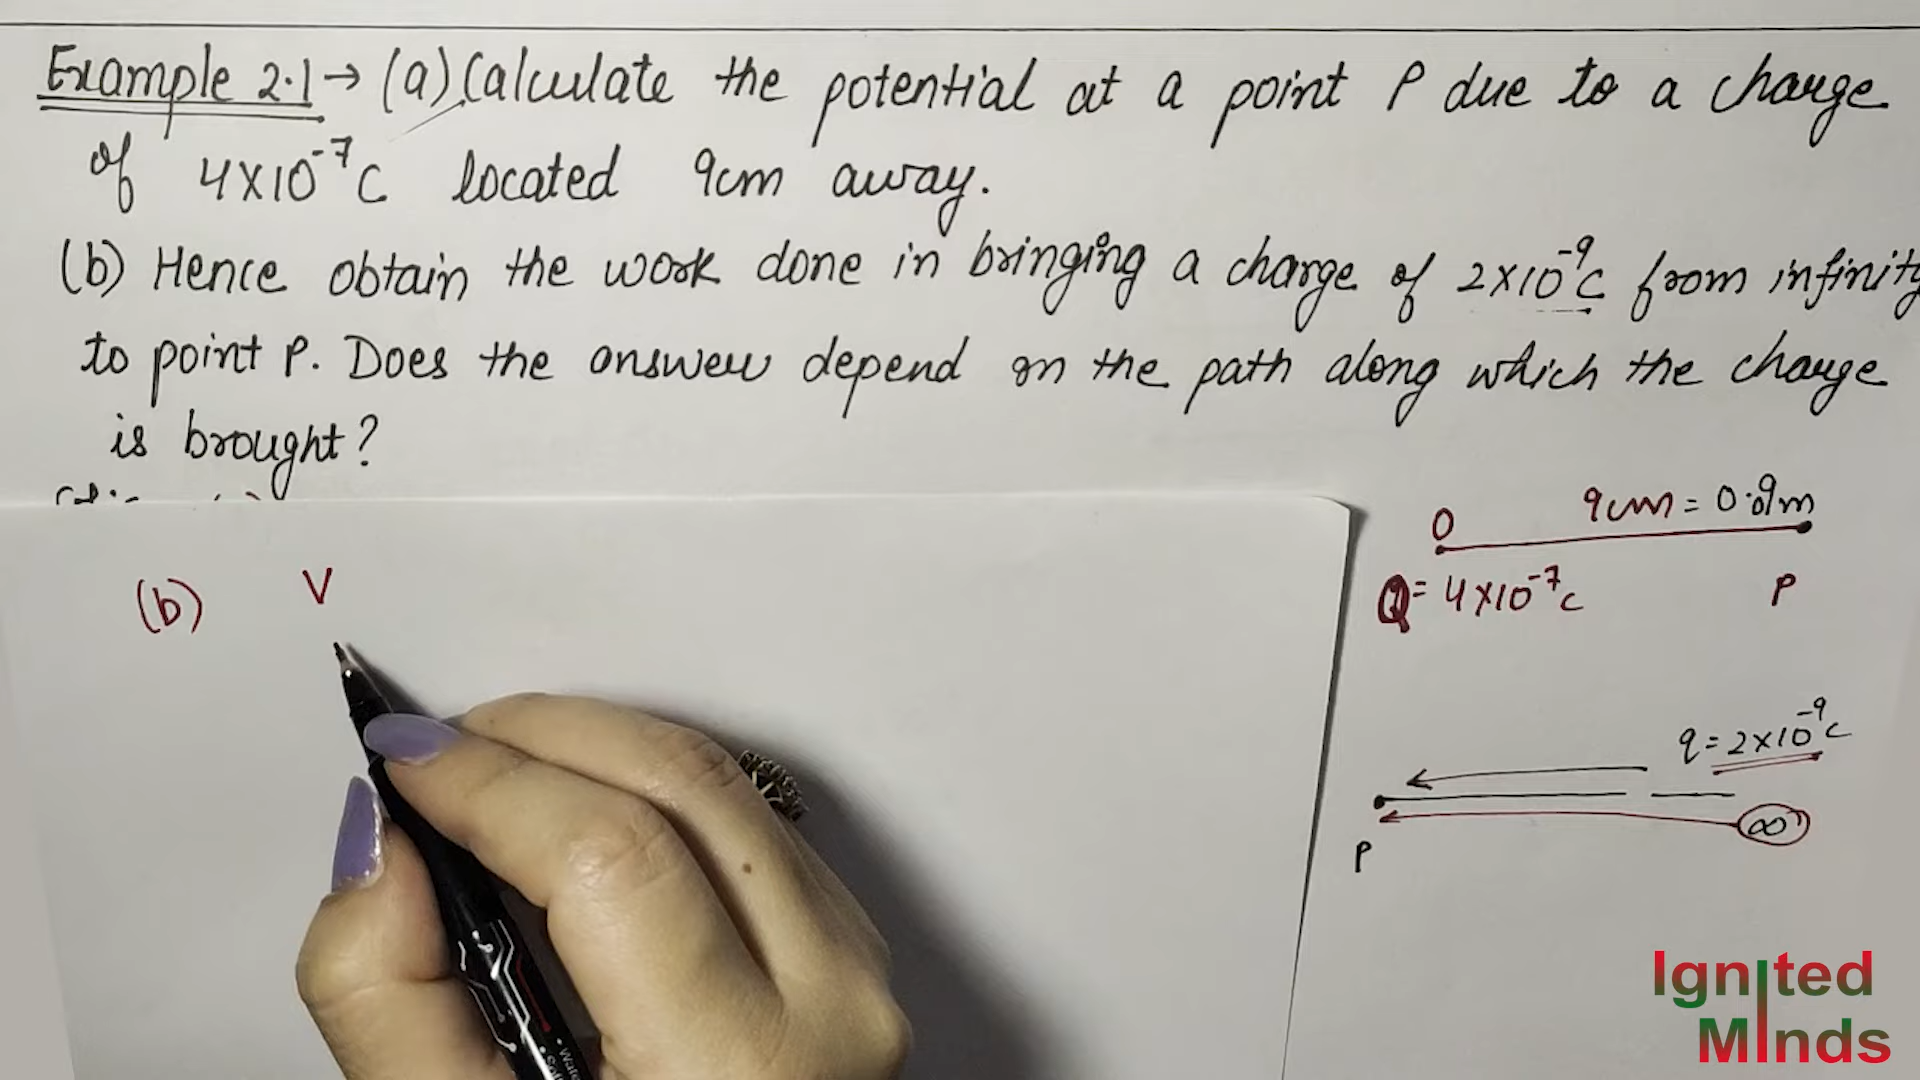 Example 2.1 → (a) Calculate the potential at a point P due to a charge
of 4×10⁻⁷C located 9cm away.
(b) Hence obtain the work done in bringing a charge of 2×10⁻⁹C from infinity
to point P. Does the answer depend on the path along which the charge
is brought?
O 9cm = 0.09m
Q = 4×10⁻⁷C P
(b) V
q = 2×10⁻⁹C
∞
P
Ignited
Minds